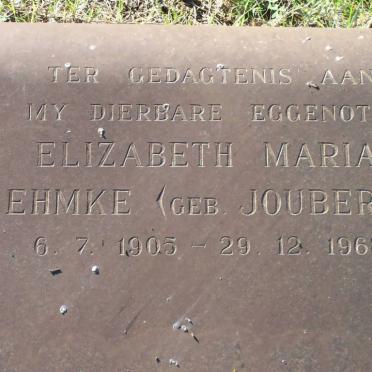 TER GEDAGTENIS AAN
MY DIERBARE EGGENOT
ELIZABETH MARIA
EHMKE (GEB. JOUBER
6. 7. 1905 – 29. 12. 196